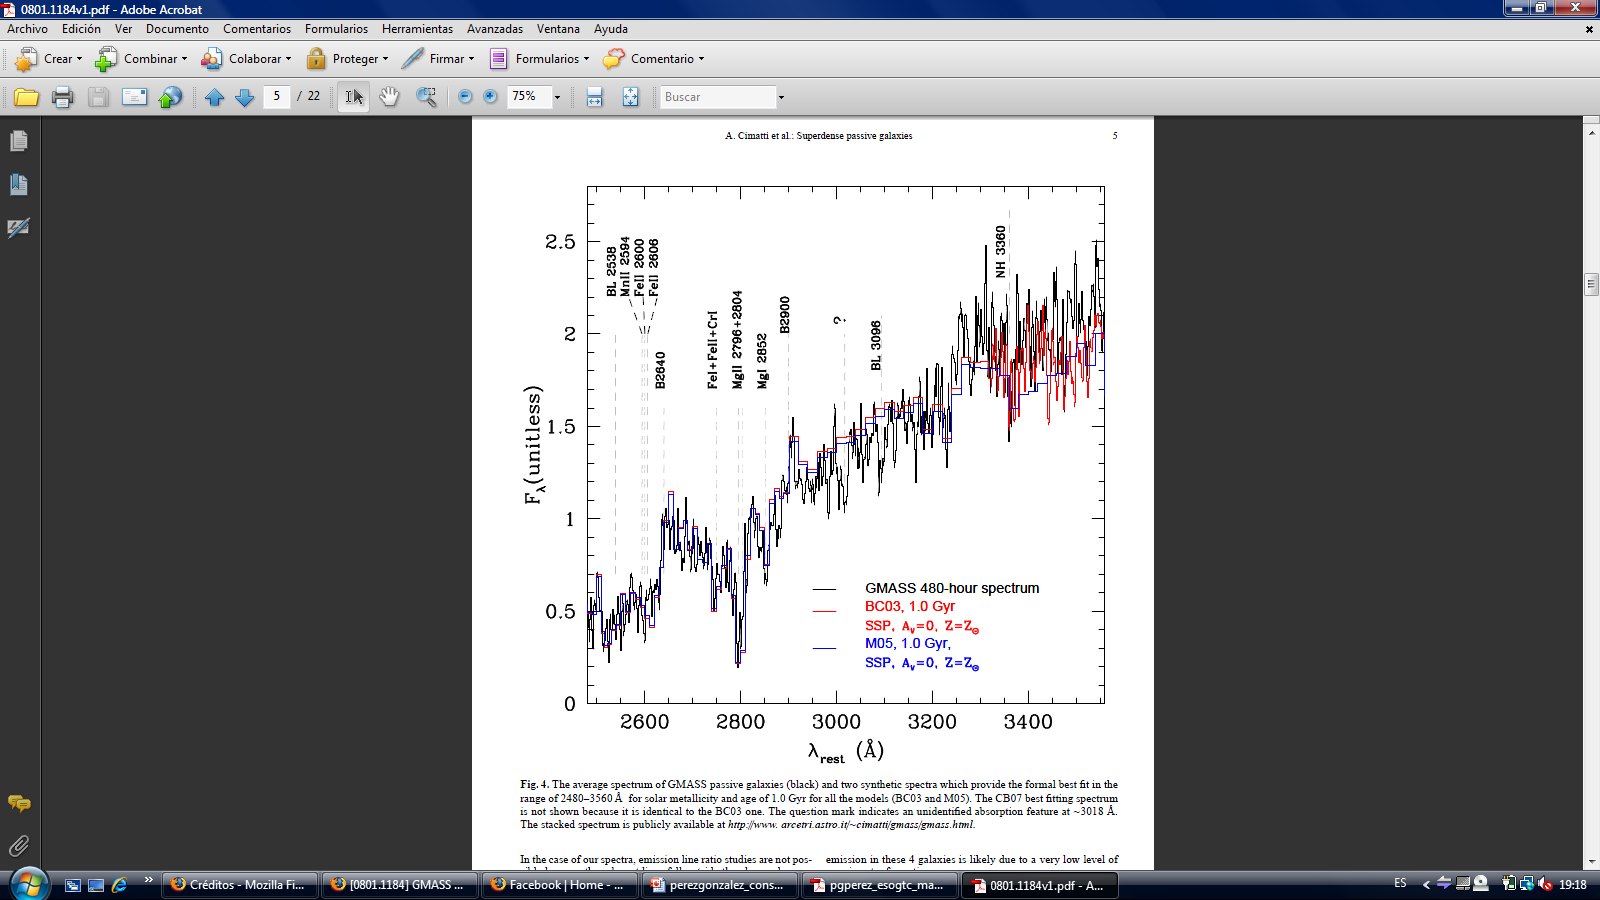 0801.1184v1.pdf - Adobe Acrobat
Archivo Edición Ver Documento Comentarios Formularios Herramientas Avanzadas Ventana Ayuda
Crear Combinar Colaborar Proteger Firmar Formularios Comentario
5 / 22 75% Buscar
A. Cimatti et al.: Superdense passive galaxies 5
BL 2538
MnII 2594
FeII 2600
FeII 2606
B2640
FeI+FeII+CrI
MgII 2796+2804
MgI 2852
B2900
?
BL 3096
NH 3360
2.5
2
1.5
1
0.5
0
Fλ(unitless)
GMASS 480-hour spectrum
BC03, 1.0 Gyr
SSP, Av=0, Z=Z⊙
M05, 1.0 Gyr,
SSP, Av=0, Z=Z⊙
2600 2800 3000 3200 3400
λrest (Å)
Fig. 4. The average spectrum of GMASS passive galaxies (black) and two synthetic spectra which provide the formal best fit in the
range of 2480–3560 Å for solar metallicity and age of 1.0 Gyr for all the models (BC03 and M05). The CB07 best fitting spectrum
is not shown because it is identical to the BC03 one. The question mark indicates an unidentified absorption feature at ~3018 Å.
The stacked spectrum is publicly available at http://www. arcetri.astro.it/~cimatti/gmass/gmass.html.
In the case of our spectra, emission line ratio studies are not pos-
emission in these 4 galaxies is likely due to a very low level of
Créditos - Mozilla Fi... [0801.1184] GMASS ... Facebook | Home - ... perezgonzalez_cons... pgperez_esogtc_ma... 0801.1184v1.pdf - A... ES 19:18